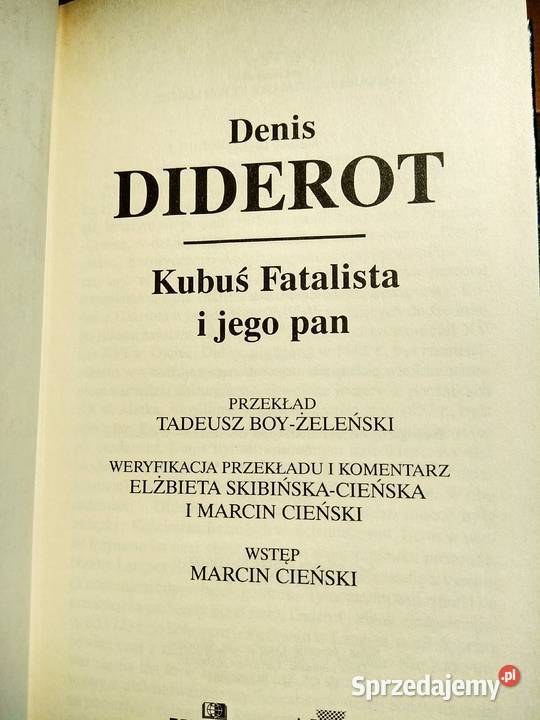 Denis
DIDEROT
Kubuś Fatalista
i jego pan
PRZEKŁAD
TADEUSZ BOY-ŻELEŃSKI
WERYFIKACJA PRZEKŁADU I KOMENTARZ
ELŻBIETA SKIBIŃSKA-CIEŃSKA
I MARCIN CIEŃSKI
WSTĘP
MARCIN CIEŃSKI
Sprzedajemy.pl